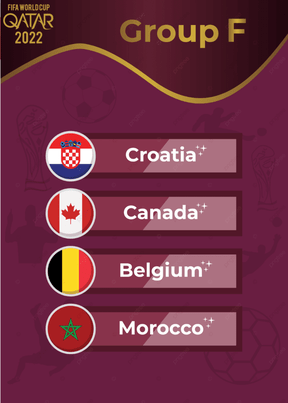 FIFA WORLD CUP
QATAR
2022
Group F
Croatia
Canada
Belgium
Morocco